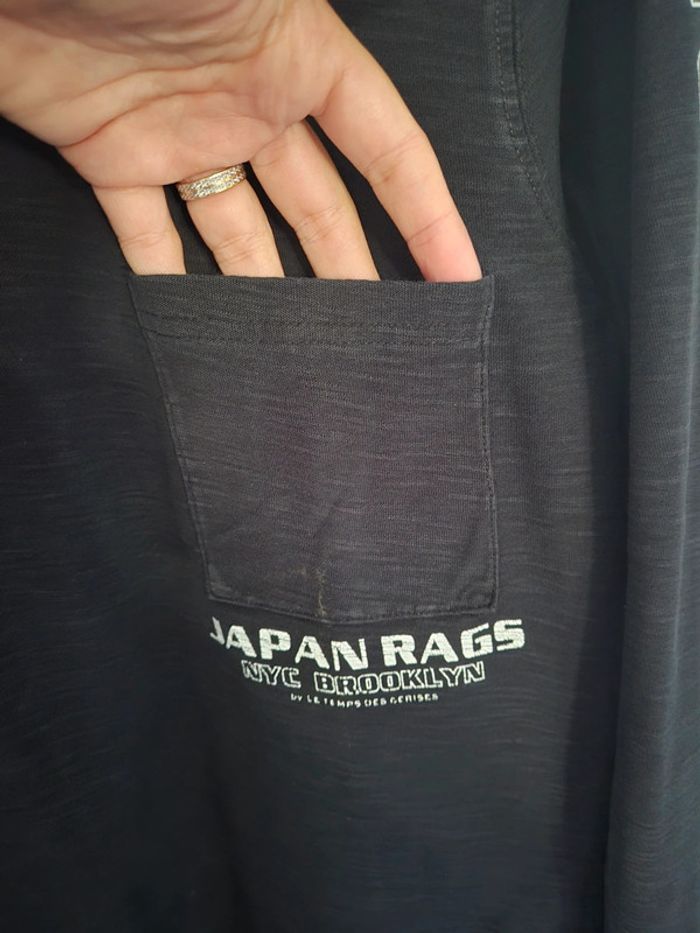 JAPAN RAGS
NYC BROOKLYN
by LE TEMPS DES CERISES